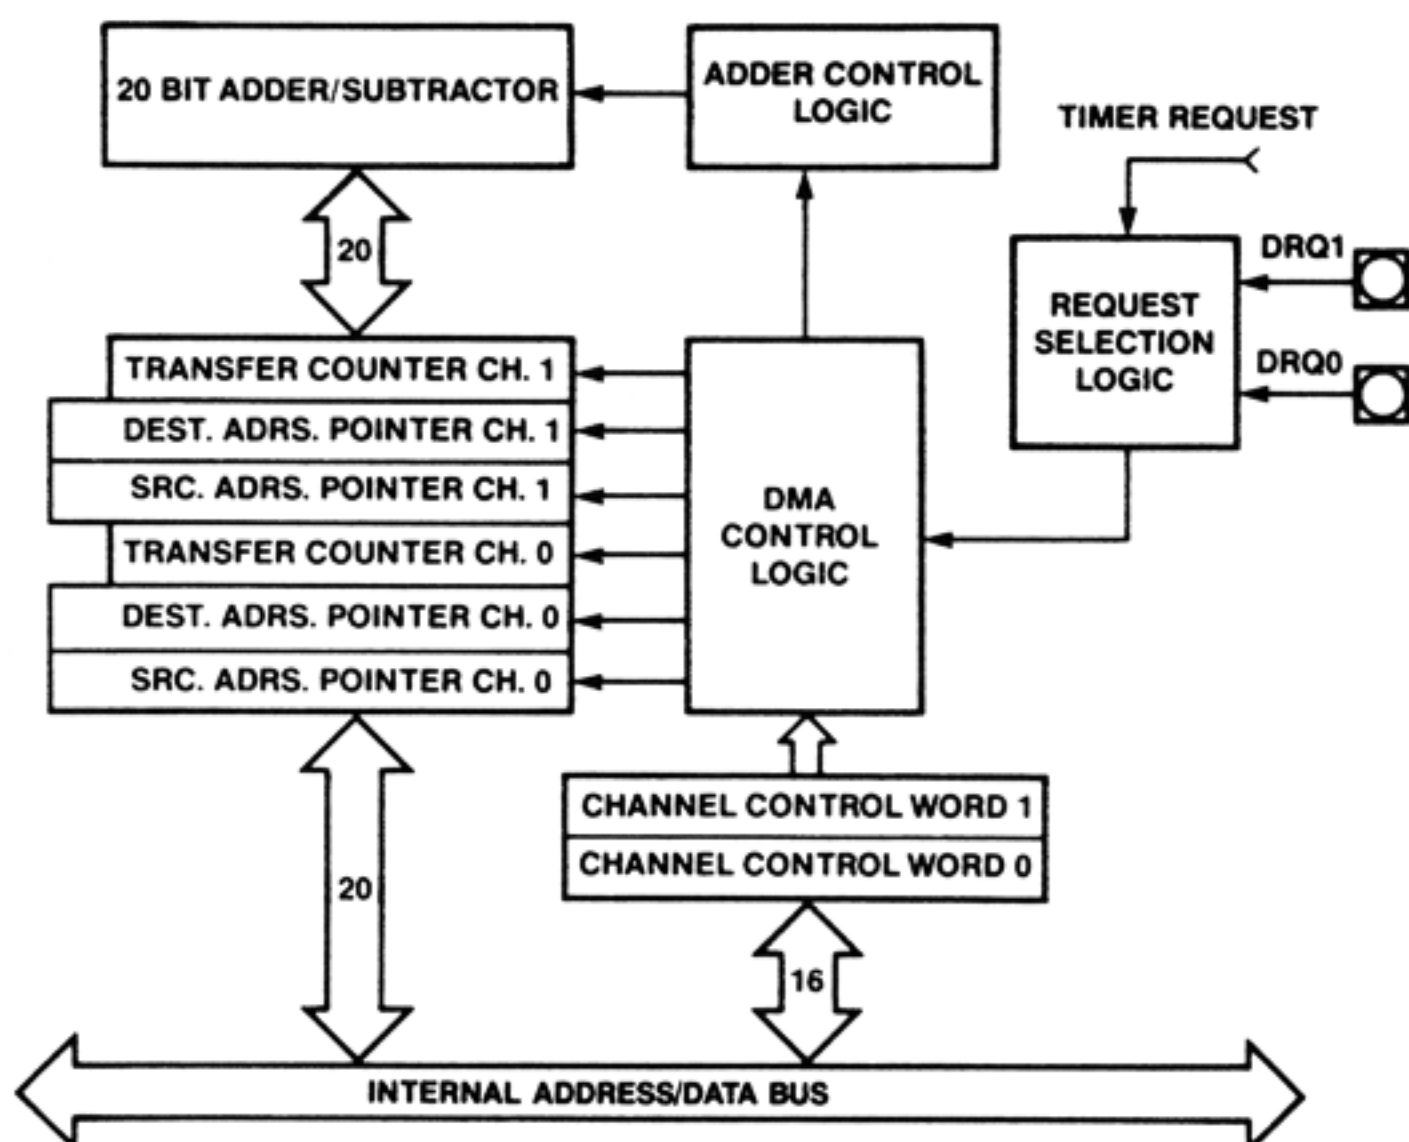 20 BIT ADDER/SUBTRACTOR
ADDER CONTROL
LOGIC
TIMER REQUEST
20
DRQ1
REQUEST
SELECTION
LOGIC
DRQ0
TRANSFER COUNTER CH. 1
DEST. ADRS. POINTER CH. 1
SRC. ADRS. POINTER CH. 1
TRANSFER COUNTER CH. 0
DEST. ADRS. POINTER CH. 0
SRC. ADRS. POINTER CH. 0
DMA
CONTROL
LOGIC
CHANNEL CONTROL WORD 1
CHANNEL CONTROL WORD 0
20
16
INTERNAL ADDRESS/DATA BUS